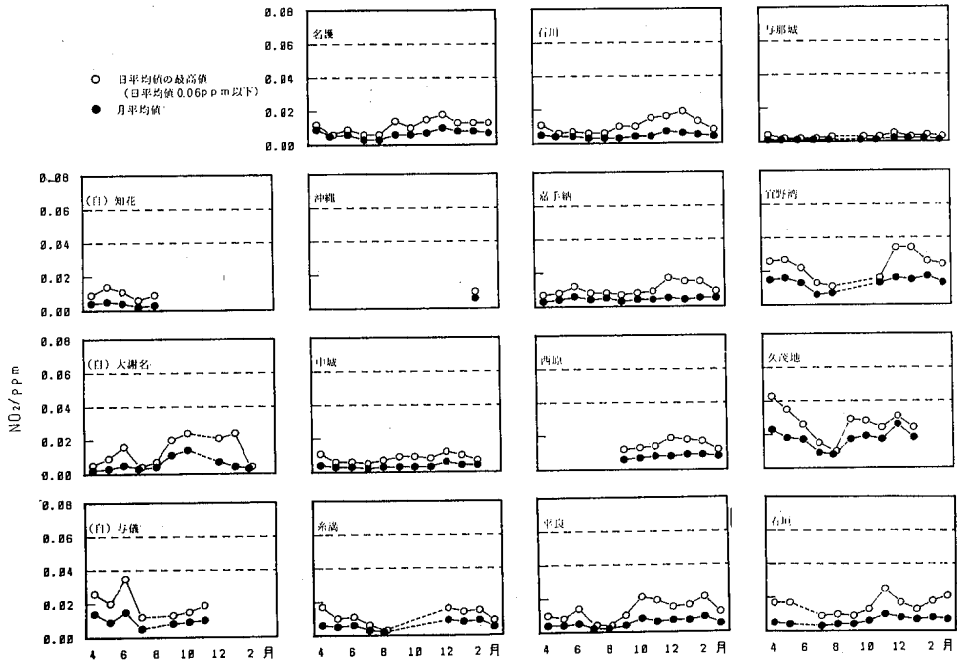 0.08
0.06
0.04
0.02
0.00
名護
石川
与那城
○ 日平均値の最高値
(日平均値 0.06ppm以下)
● 月平均値
0.08
0.06
0.04
0.02
0.00
(自) 知花
沖縄
嘉手納
宜野湾
NO₂/ppm
0.08
0.06
0.04
0.02
0.00
(自) 大謝名
中城
西原
久茂地
0.08
0.06
0.04
0.02
0.00
(自) 与儀
糸満
平良
石垣
4 6 8 10 12 2 月
4 6 8 10 12 2 月
4 6 8 10 12 2 月
4 6 8 10 12 2 月